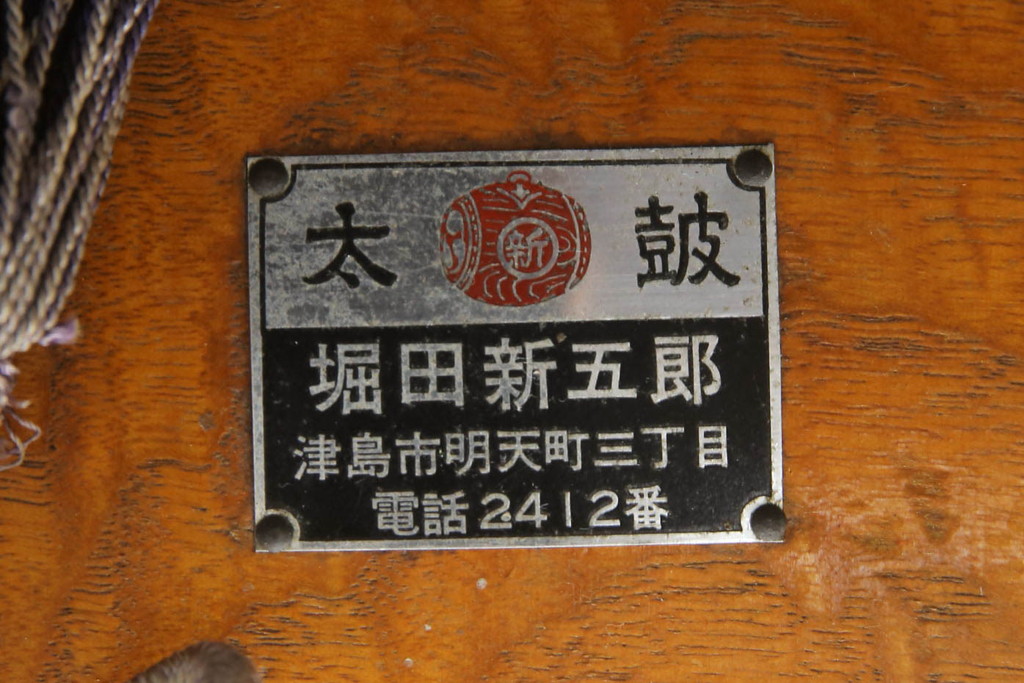 太 新 鼓
堀田新五郎
津島市明天町三丁目
電話2412番